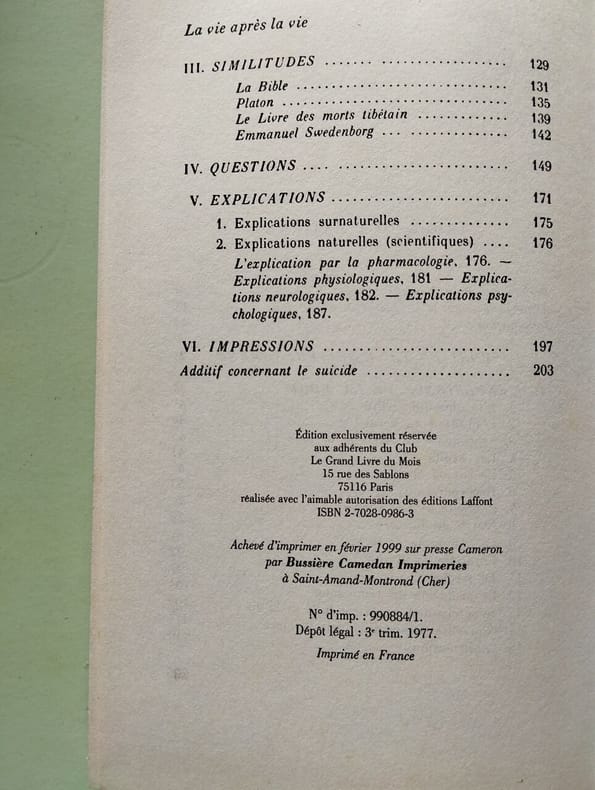 La vie après la vie
III. SIMILITUDES ...... .................. 129
La Bible .............................. 131
Platon ................................ 135
Le Livre des morts tibétain ............ 139
Emmanuel Swedenborg ... .............. 142
IV. QUESTIONS .... ........................ 149
V. EXPLICATIONS ......................... 171
1. Explications surnaturelles .............. 175
2. Explications naturelles (scientifiques) .... 176
L'explication par la pharmacologie, 176. —
Explications physiologiques, 181 — Explica-
tions neurologiques, 182. — Explications psy-
chologiques, 187.
VI. IMPRESSIONS .......................... 197
Additif concernant le suicide .................... 203
Édition exclusivement réservée
aux adhérents du Club
Le Grand Livre du Mois
15 rue des Sablons
75116 Paris
réalisée avec l'aimable autorisation des éditions Laffont
ISBN 2-7028-0986-3
Achevé d'imprimer en février 1999 sur presse Cameron
par Bussière Camedan Imprimeries
à Saint-Amand-Montrond (Cher)
N° d'imp. : 990884/1.
Dépôt légal : 3e trim. 1977.
Imprimé en France